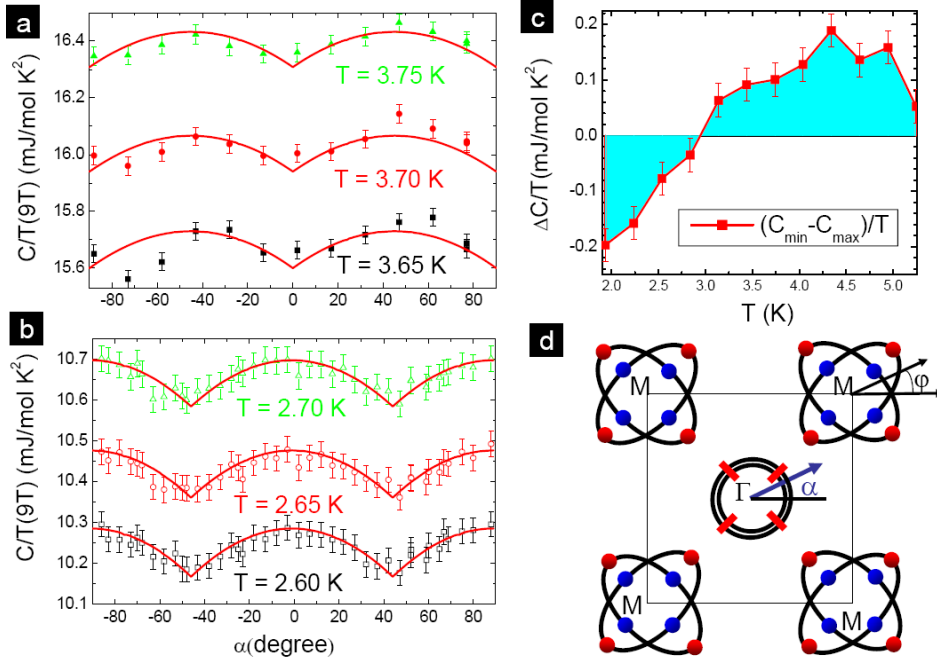 a
C/T(9T) (mJ/mol K²)
16.4
16.2
16.0
15.8
15.6
T = 3.75 K
T = 3.70 K
T = 3.65 K
-80 -60 -40 -20 0 20 40 60 80
b
C/T(9T) (mJ/mol K²)
10.7
10.6
10.5
10.4
10.3
10.2
10.1
T = 2.70 K
T = 2.65 K
T = 2.60 K
-80 -60 -40 -20 0 20 40 60 80
α(degree)
c
ΔC/T(mJ/mol K²)
0.2
0.1
0.0
-0.1
-0.2
(C_min-C_max)/T
2.0 2.5 3.0 3.5 4.0 4.5 5.0
T (K)
d
M
M
φ
Γ
α
M
M